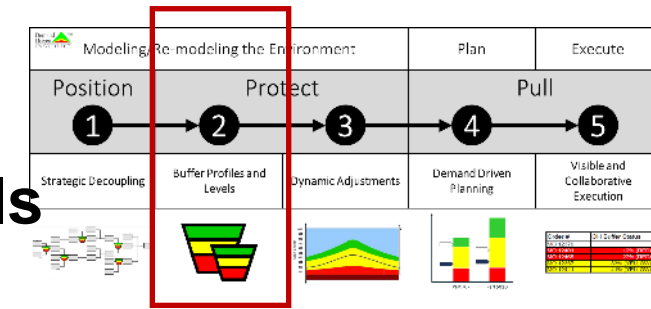 Modeling/Re-modeling the Environment Plan Execute
Position Protect Pull
1 2 3 4 5
Strategic Decoupling
Buffer Profiles and
Levels
Dynamic Adjustments
Demand Driven
Planning
Visible and
Collaborative
Execution
ls
Order #